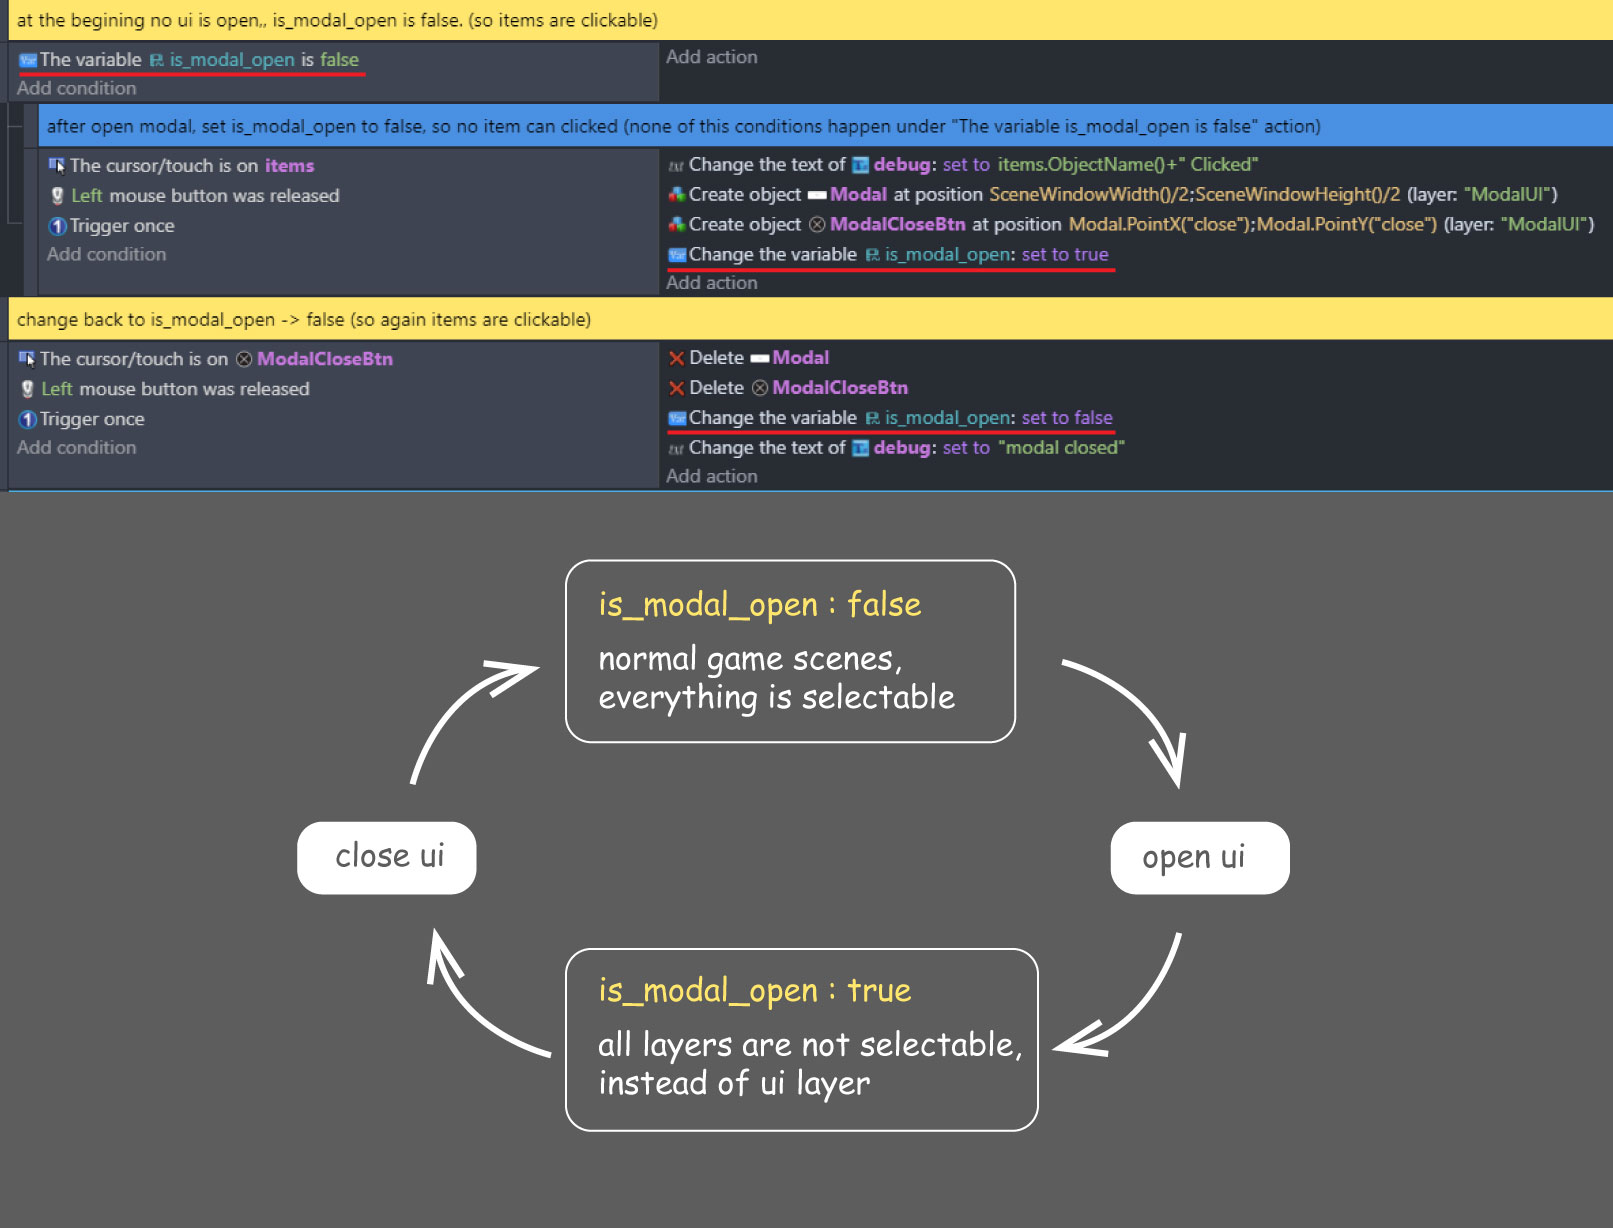 at the begining no ui is open,, is_modal_open is false. (so items are clickable)
The variable is_modal_open is false
Add condition
Add action
after open modal, set is_modal_open to false, so no item can clicked (none of this conditions happen under "The variable is_modal_open is false" action)
The cursor/touch is on items
Left mouse button was released
Trigger once
Add condition
Change the text of debug: set to items.ObjectName()+" Clicked"
Create object Modal at position SceneWindowWidth()/2;SceneWindowHeight()/2 (layer: "ModalUI")
Create object ModalCloseBtn at position Modal.PointX("close");Modal.PointY("close") (layer: "ModalUI")
Change the variable is_modal_open: set to true
Add action
change back to is_modal_open -> false (so again items are clickable)
The cursor/touch is on ModalCloseBtn
Left mouse button was released
Trigger once
Add condition
Delete Modal
Delete ModalCloseBtn
Change the variable is_modal_open: set to false
Change the text of debug: set to "modal closed"
Add action
is_modal_open : false
normal game scenes,
everything is selectable
close ui
open ui
is_modal_open : true
all layers are not selectable,
instead of ui layer